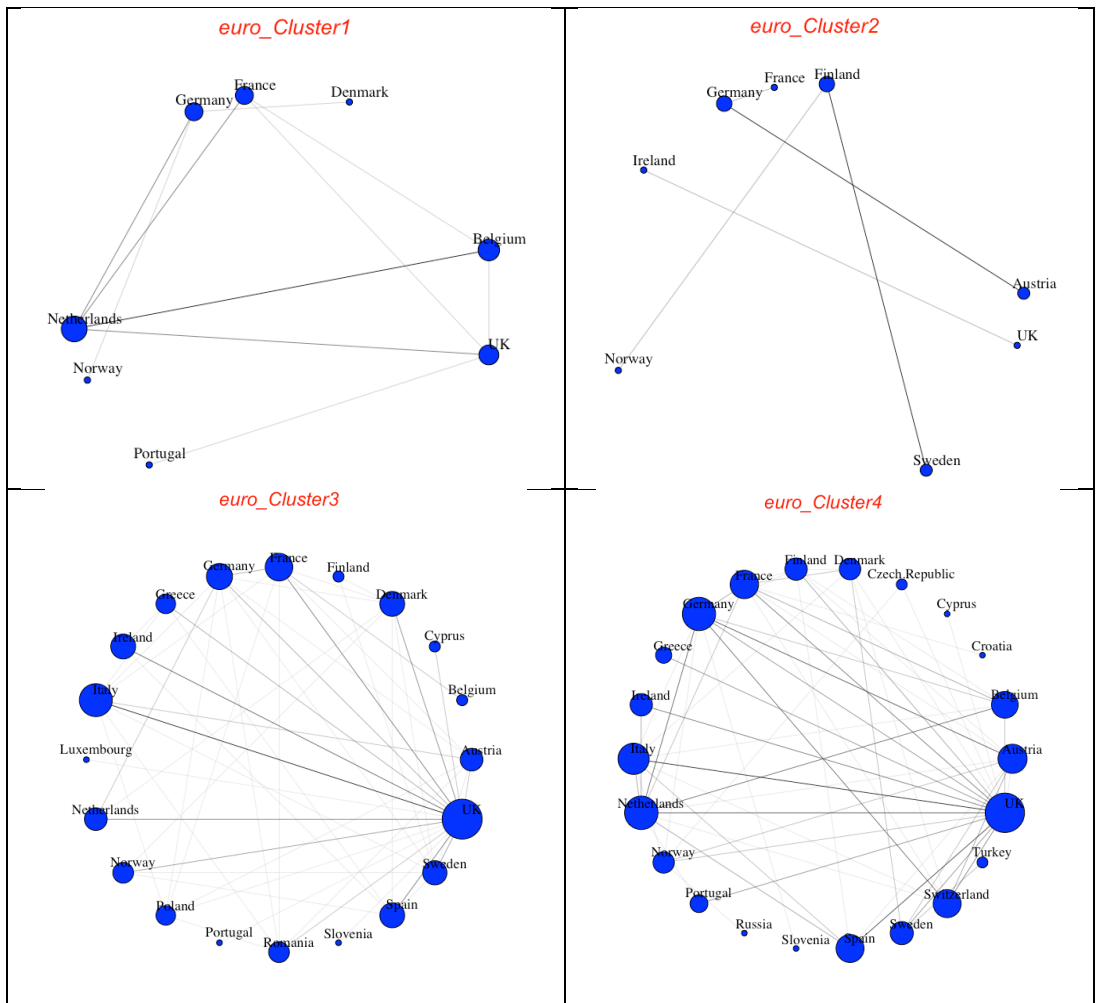 euro_Cluster1
France
Denmark
Germany
Belgium
Netherlands
UK
Norway
Portugal
euro_Cluster2
Finland
France
Germany
Ireland
Austria
UK
Norway
Sweden
euro_Cluster3
France
Germany
Finland
Greece
Denmark
Ireland
Cyprus
Italy
Belgium
Luxembourg
Austria
Netherlands
UK
Norway
Sweden
Poland
Spain
Portugal
Slovenia
Romania
euro_Cluster4
Finland
Denmark
France
Czech Republic
Germany
Cyprus
Greece
Croatia
Ireland
Belgium
Italy
Austria
Netherlands
UK
Norway
Turkey
Portugal
Switzerland
Russia
Sweden
Slovenia
Spain